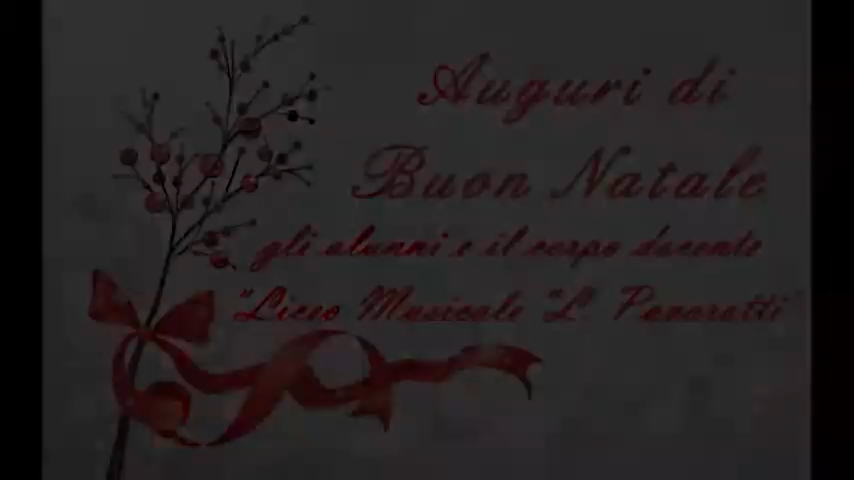 Auguri di
Buon Natale
gli alunni e il corpo docente
"Liceo Musicale "L. Pavarotti"